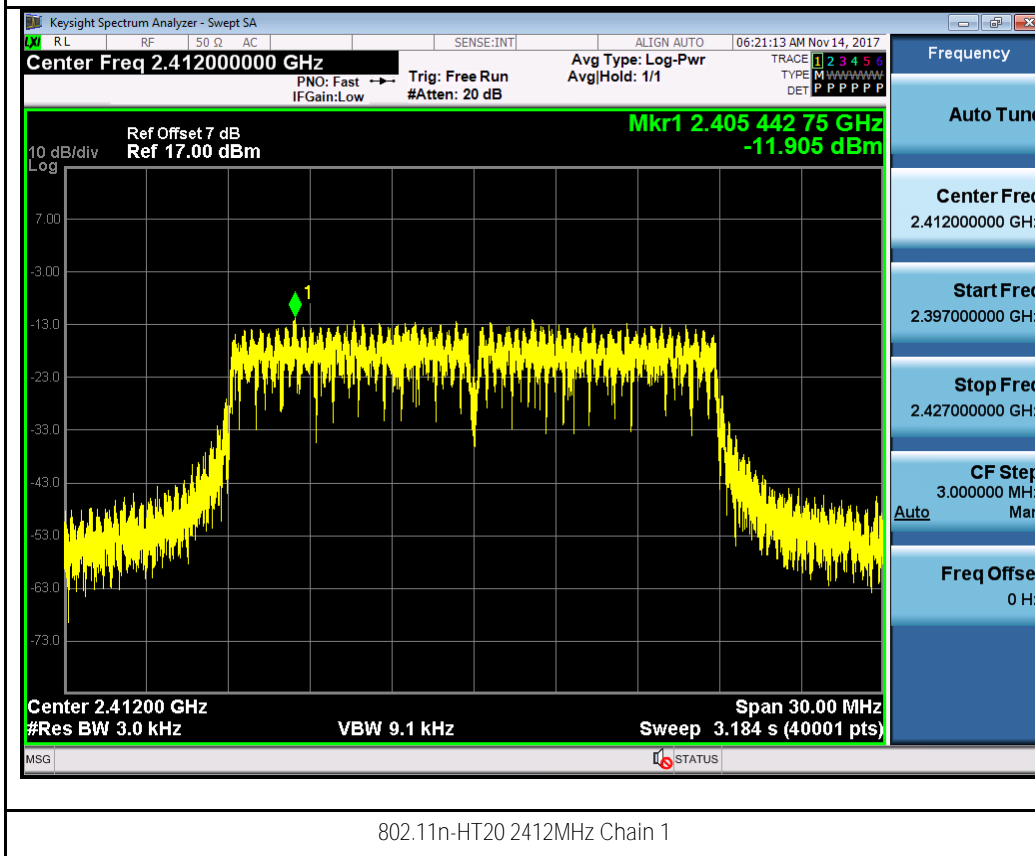 Keysight Spectrum Analyzer - Swept SA
LXI RL RF 50 Ω AC SENSE:INT ALIGN AUTO 06:21:13 AM Nov 14, 2017
Center Freq 2.412000000 GHz
PNO: Fast
IFGain:Low
Trig: Free Run
#Atten: 20 dB
Avg Type: Log-Pwr
Avg|Hold: 1/1
TRACE 1 2 3 4 5 6
TYPE M WWWWW
DET P P P P P P
Mkr1 2.405 442 75 GHz
-11.905 dBm
Ref Offset 7 dB
10 dB/div Ref 17.00 dBm
Log
7.00
-3.00
-13.0
-23.0
-33.0
-43.0
-53.0
-63.0
-73.0
1
Center 2.41200 GHz Span 30.00 MHz
#Res BW 3.0 kHz VBW 9.1 kHz Sweep 3.184 s (40001 pts)
MSG STATUS
Frequency
Auto Tune
Center Freq
2.412000000 GHz
Start Freq
2.397000000 GHz
Stop Freq
2.427000000 GHz
CF Step
3.000000 MHz
Auto Man
Freq Offset
0 Hz
802.11n-HT20 2412MHz Chain 1